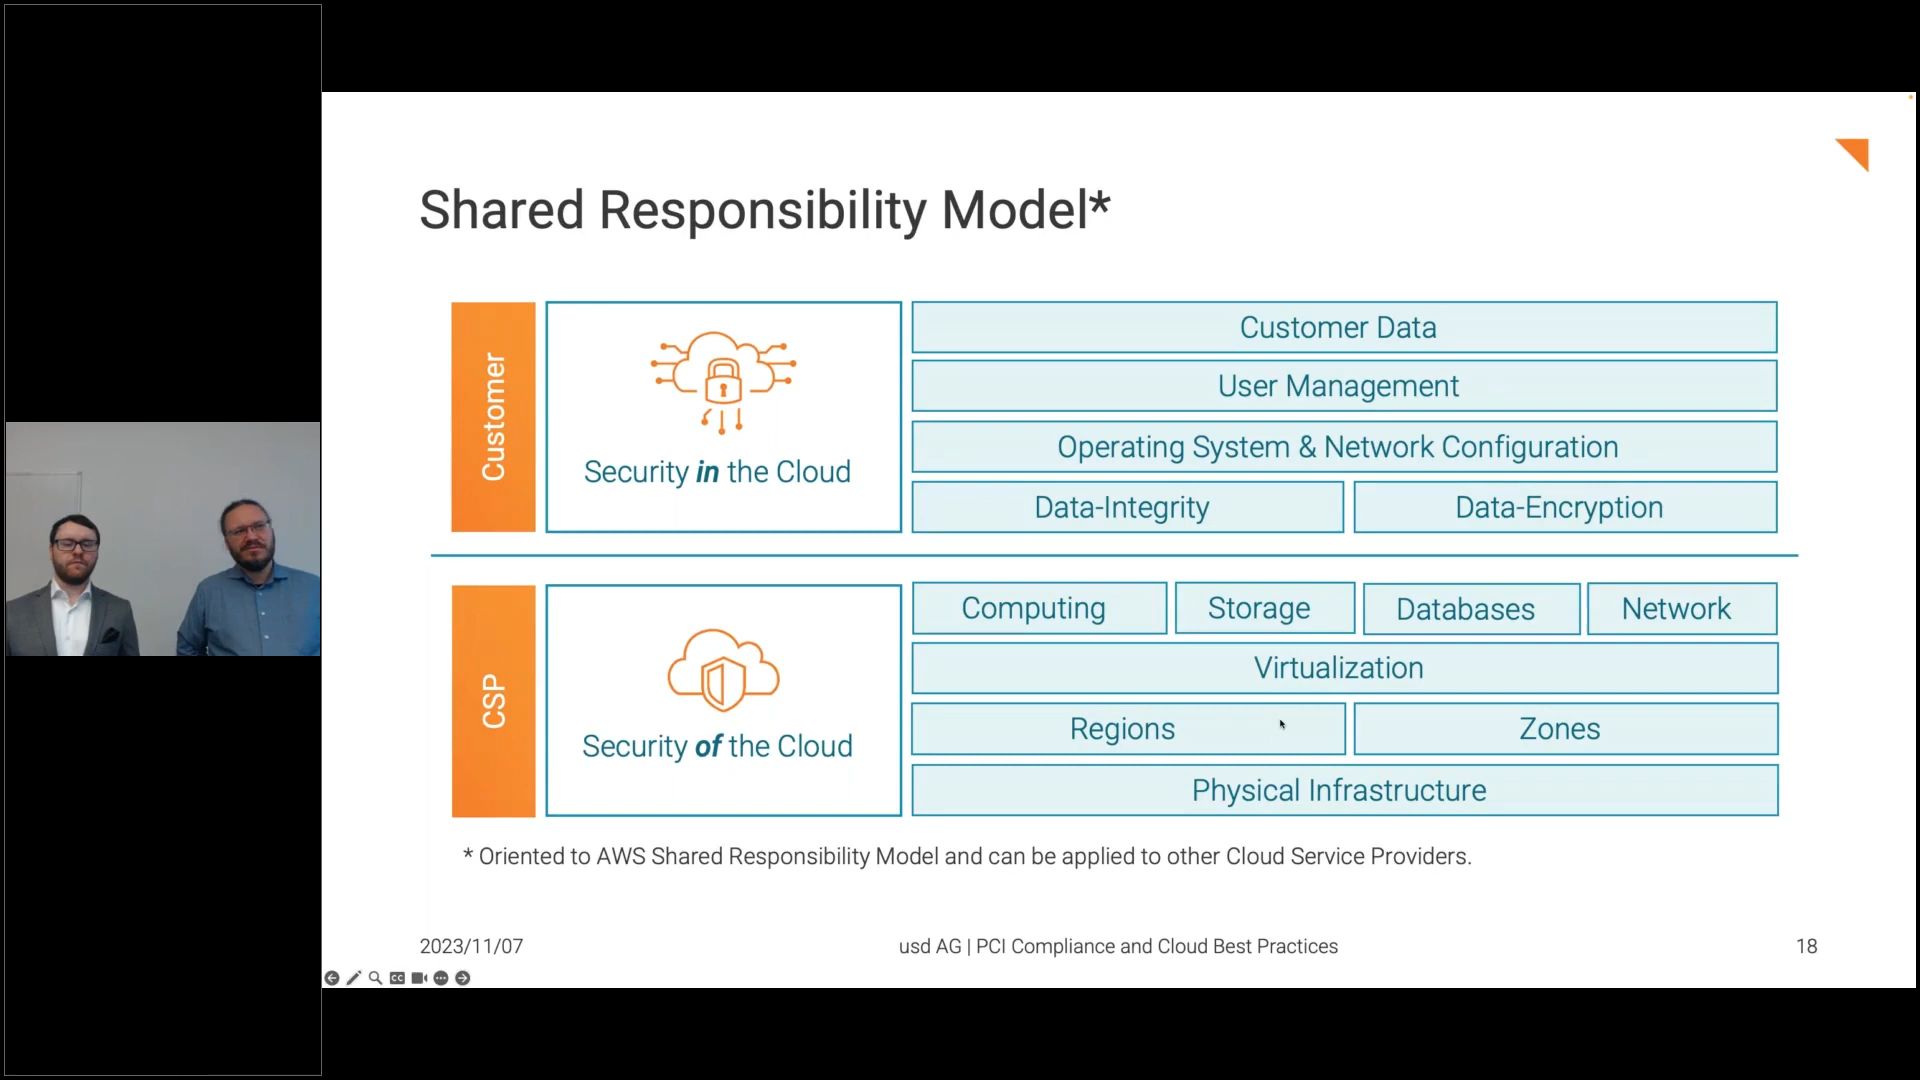 Shared Responsibility Model*
Customer
Security in the Cloud
Customer Data
User Management
Operating System & Network Configuration
Data-Integrity
Data-Encryption
CSP
Security of the Cloud
Computing
Storage
Databases
Network
Virtualization
Regions
Zones
Physical Infrastructure
* Oriented to AWS Shared Responsibility Model and can be applied to other Cloud Service Providers.
2023/11/07
usd AG | PCI Compliance and Cloud Best Practices
18
CC